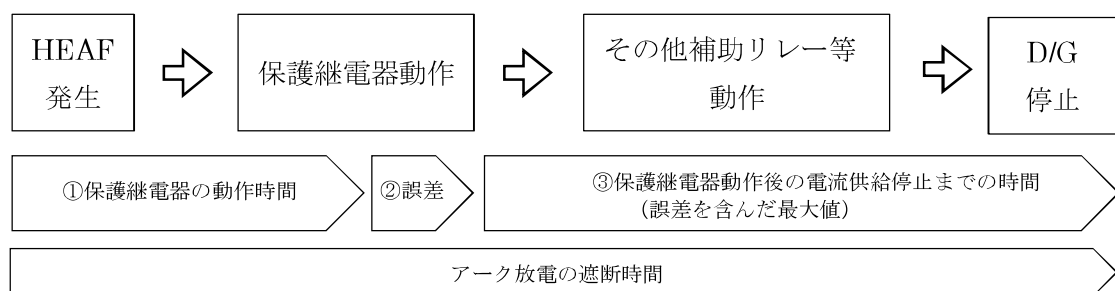 HEAF
発生
保護継電器動作
その他補助リレー等
動作
D/G
停止
①保護継電器の動作時間
②誤差
③保護継電器動作後の電流供給停止までの時間
（誤差を含んだ最大値）
アーク放電の遮断時間